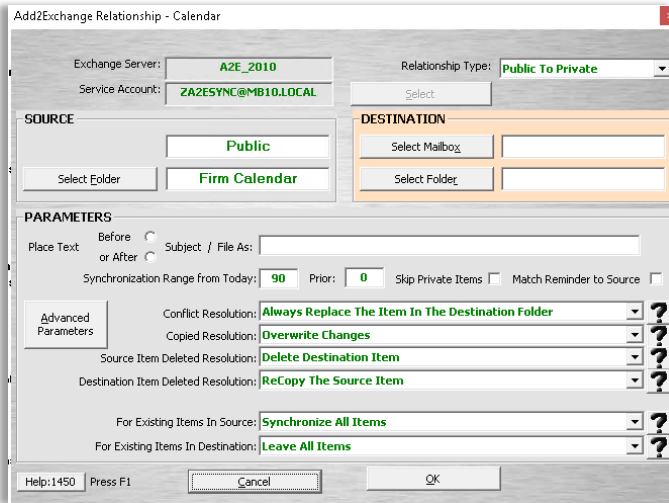 Add2Exchange Relationship - Calendar
Exchange Server: A2E_2010 Relationship Type: Public To Private
Service Account: ZA2ESYNC@MB10.LOCAL Select
SOURCE DESTINATION
Public Select Mailbox
Select Folder Firm Calendar Select Folder
PARAMETERS
Place Text Before or After Subject / File As:
Synchronization Range from Today: 90 Prior: 0 Skip Private Items Match Reminder to Source
Advanced Parameters
Conflict Resolution: Always Replace The Item In The Destination Folder ?
Copied Resolution: Overwrite Changes ?
Source Item Deleted Resolution: Delete Destination Item ?
Destination Item Deleted Resolution: ReCopy The Source Item ?
For Existing Items In Source: Synchronize All Items ?
For Existing Items In Destination: Leave All Items ?
Help:1450 Press F1 Cancel OK